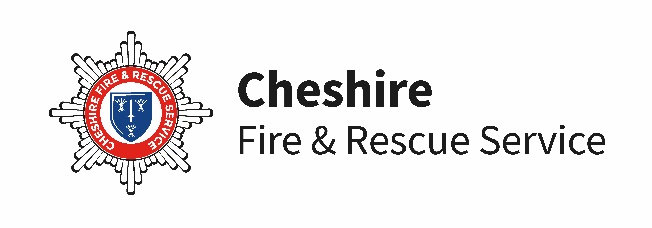 CHESHIRE FIRE & RESCUE SERVICE
Cheshire
Fire & Rescue Service